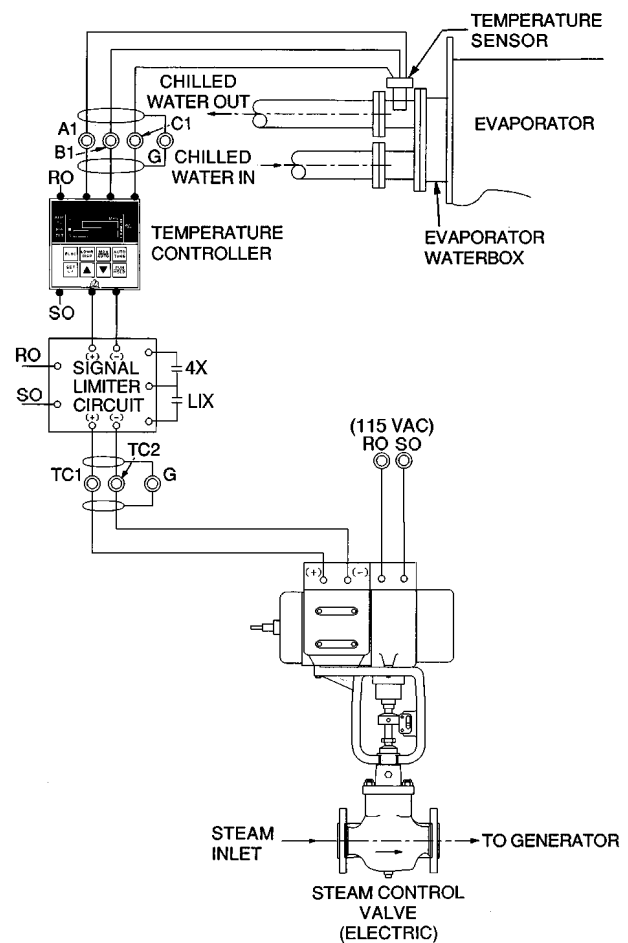 TEMPERATURE
SENSOR
CHILLED
WATER OUT
EVAPORATOR
A1
C1
B1
G
CHILLED
WATER IN
RO
TEMPERATURE
CONTROLLER
EVAPORATOR
WATERBOX
SO
(+) (-)
RO
SIGNAL
LIMITER
CIRCUIT
4X
SO
LIX
(+) (-)
(115 VAC)
RO SO
TC2
TC1
G
(+) (-)
STEAM
INLET
TO GENERATOR
STEAM CONTROL
VALVE
(ELECTRIC)